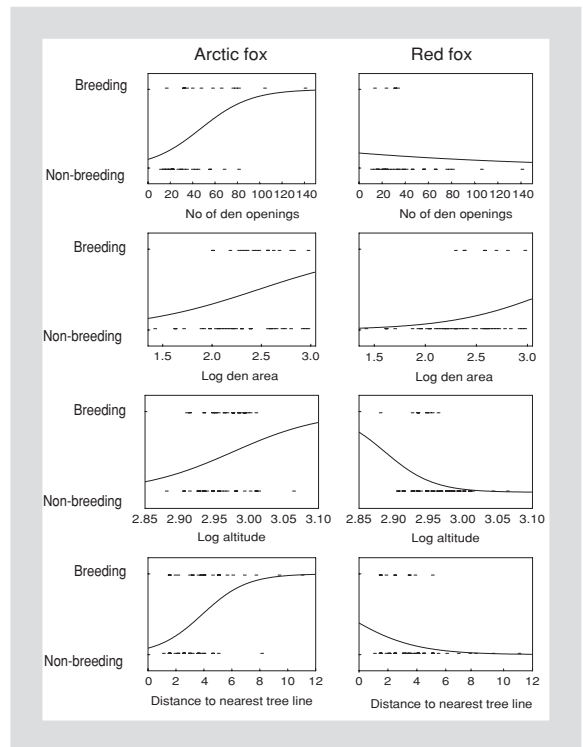 Arctic fox Red fox
Breeding
Non-breeding
0 20 40 60 80 100 120 140 0 20 40 60 80 100 120 140
No of den openings No of den openings
Breeding
Non-breeding
1.5 2.0 2.5 3.0 1.5 2.0 2.5 3.0
Log den area Log den area
Breeding
Non-breeding
2.85 2.90 2.95 3.00 3.05 3.10 2.85 2.90 2.95 3.00 3.05 3.10
Log altitude Log altitude
Breeding
Non-breeding
0 2 4 6 8 10 12 0 2 4 6 8 10 12
Distance to nearest tree line Distance to nearest tree line